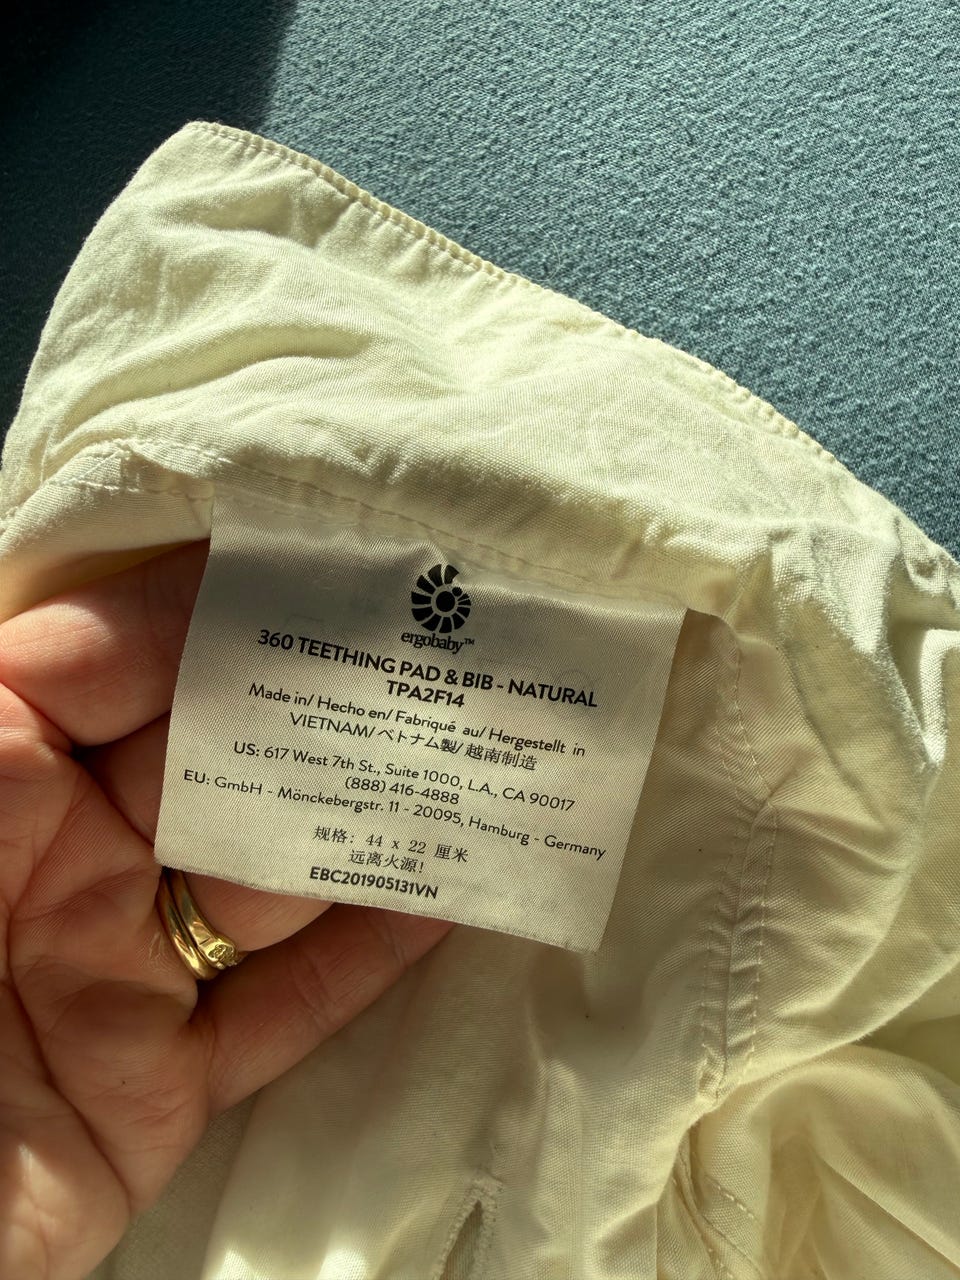 ergobaby™
360 TEETHING PAD & BIB - NATURAL
TPA2F14
Made in/ Hecho en/ Fabriqué au/ Hergestellt in
VIETNAM/ ベトナム製/ 越南制造
US: 617 West 7th St., Suite 1000, L.A., CA 90017
(888) 416-4888
EU: GmbH - Mönckebergstr. 11 - 20095, Hamburg - Germany
规格: 44 x 22 厘米
远离火源!
EBC201905131VN